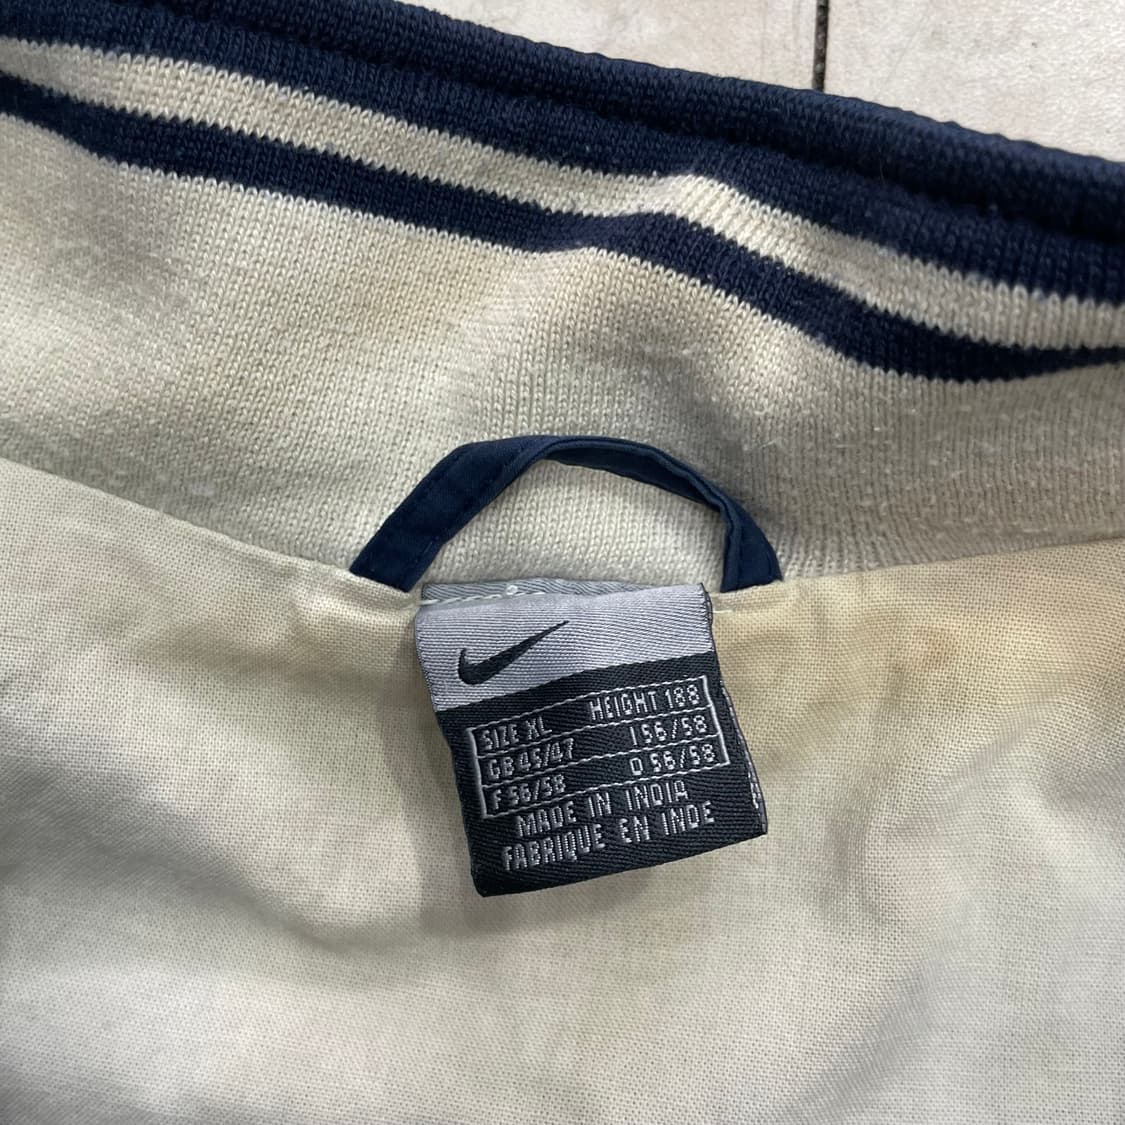 SIZE XL HEIGHT 188
GB 45/47 I 56/58
F 56/58 D 56/58
MADE IN INDIA
FABRIQUE EN INDE